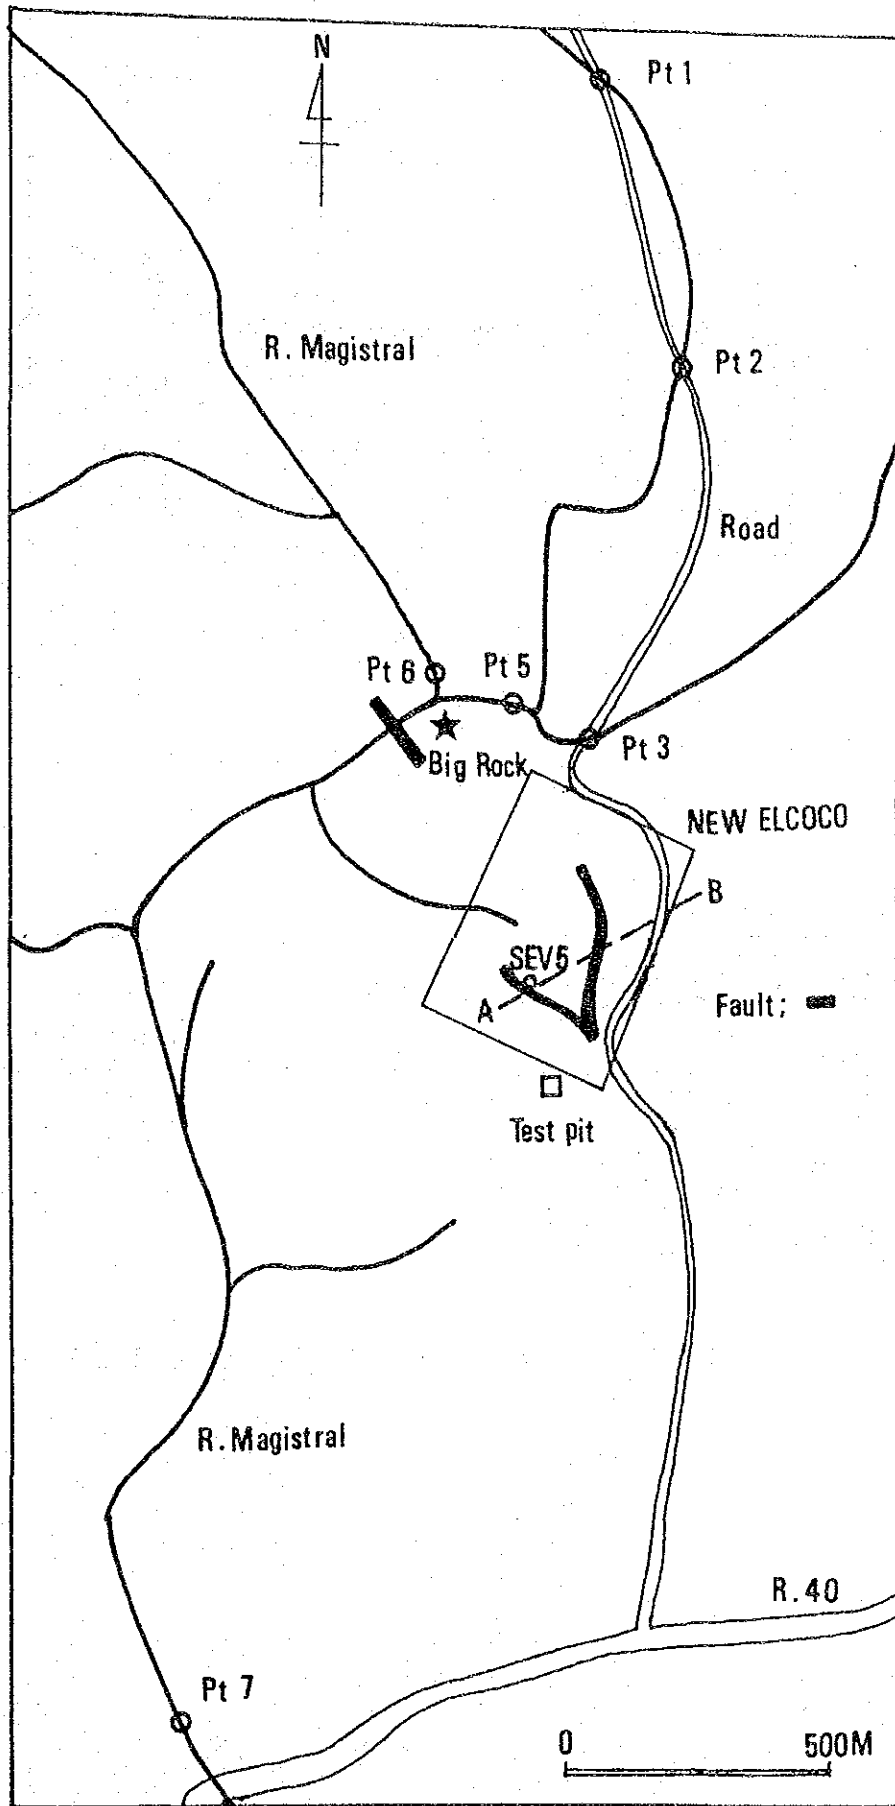 N
Pt 1
R. Magistral
Pt 2
Road
Pt 6
Pt 5
Pt 3
Big Rock
NEW ELCOCO
B
SEV5
A
Fault;
Test pit
R. Magistral
R. 40
Pt 7
0 500M